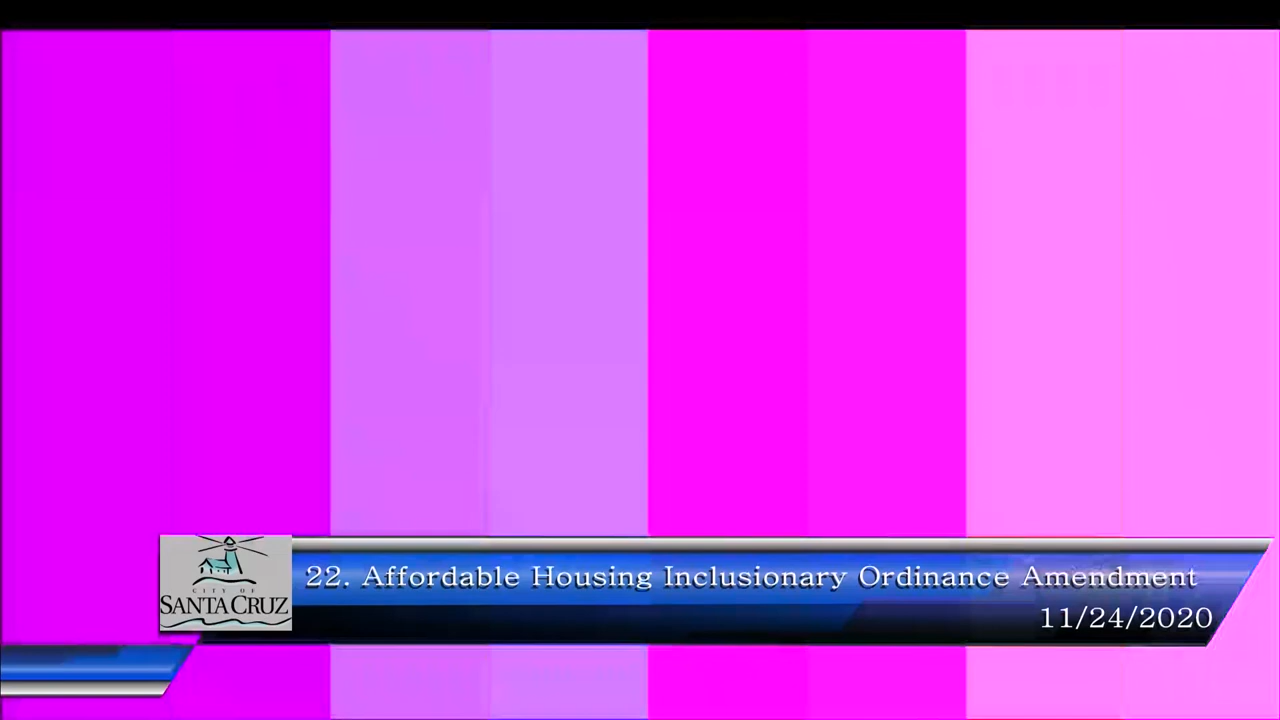 CITY OF
SANTA CRUZ
22. Affordable Housing Inclusionary Ordinance Amendment
11/24/2020